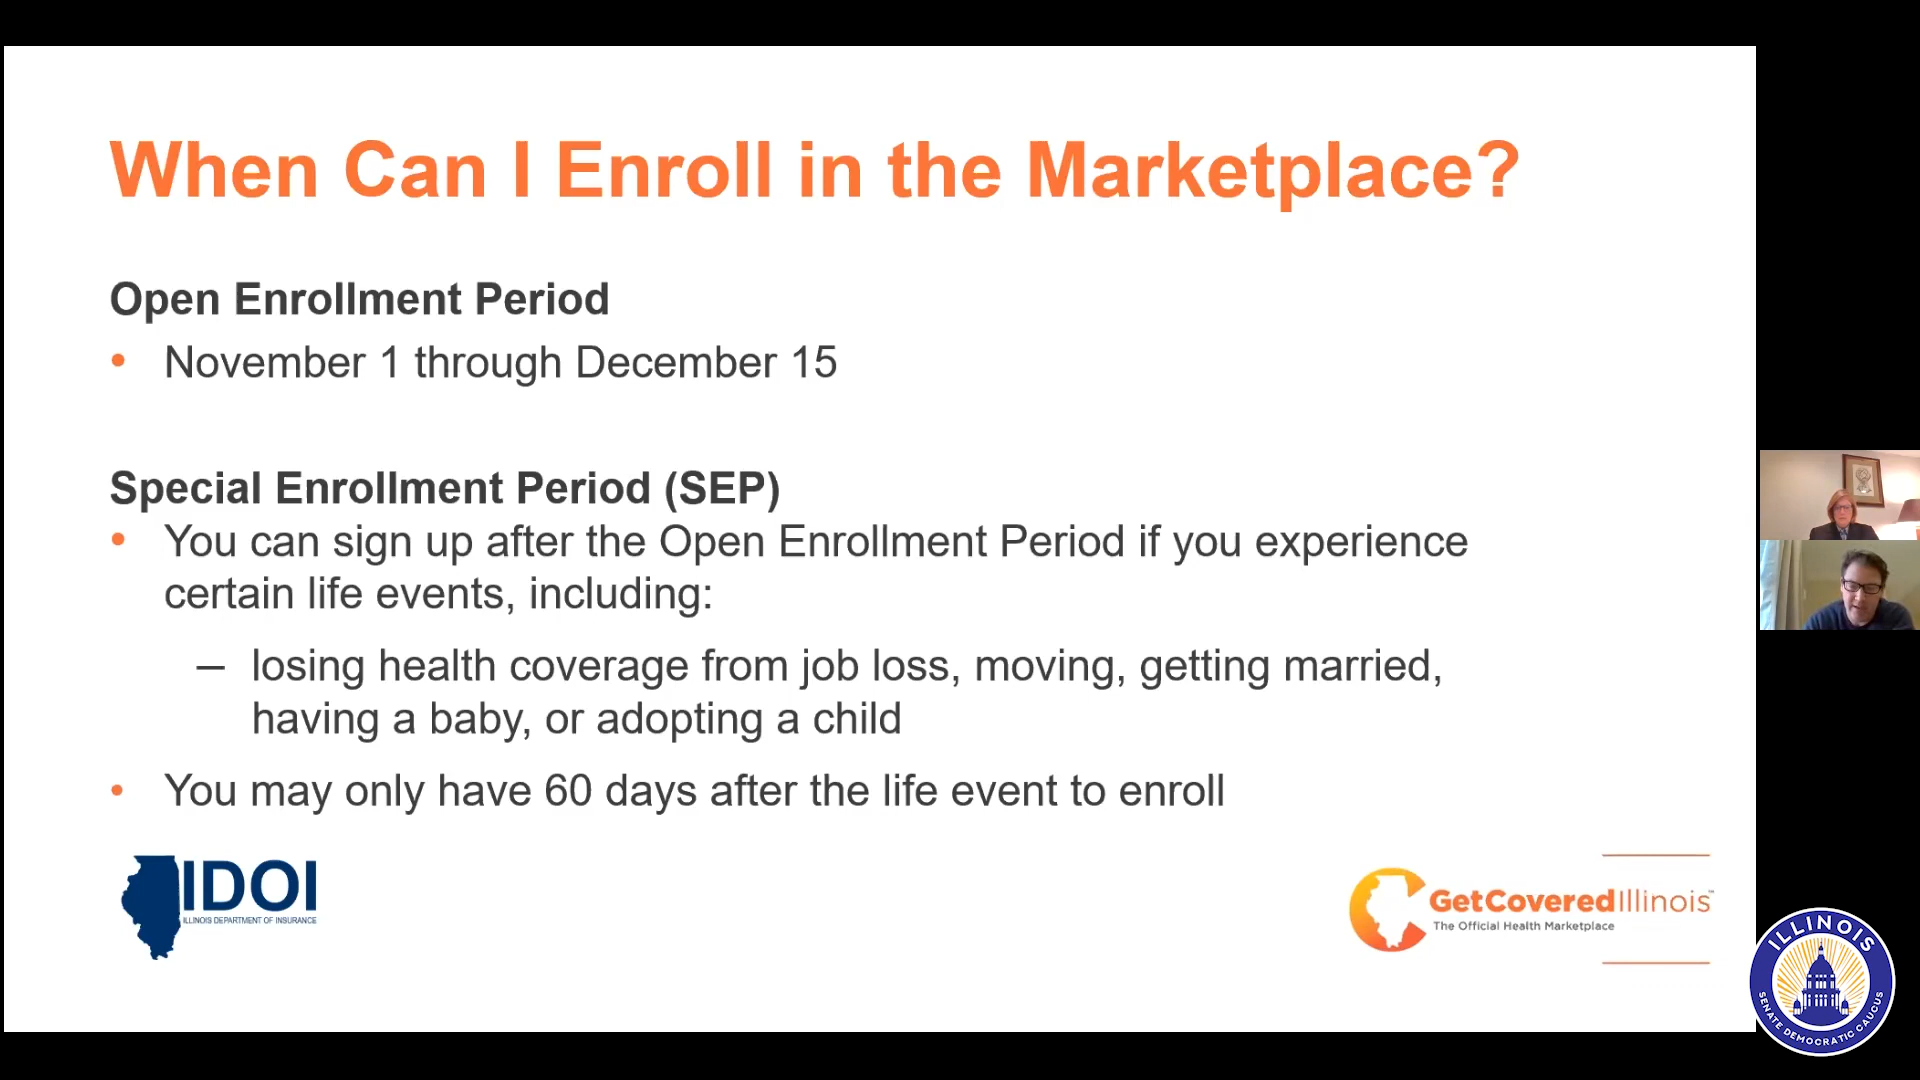 When Can I Enroll in the Marketplace?
Open Enrollment Period
• November 1 through December 15
Special Enrollment Period (SEP)
• You can sign up after the Open Enrollment Period if you experience
certain life events, including:
– losing health coverage from job loss, moving, getting married,
having a baby, or adopting a child
• You may only have 60 days after the life event to enroll
IDOI
ILLINOIS DEPARTMENT OF INSURANCE
GetCoveredIllinois™
The Official Health Marketplace
ILLINOIS
SENATE DEMOCRATIC CAUCUS